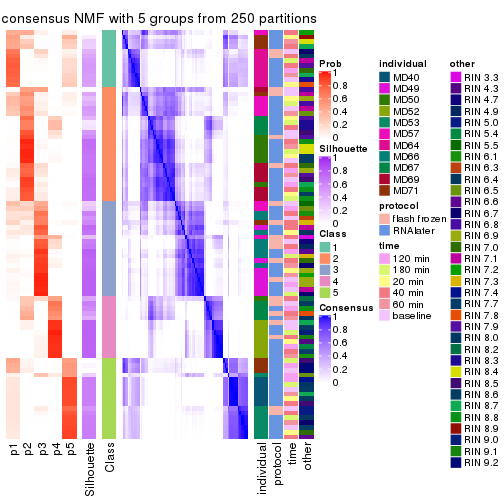 consensus NMF with 5 groups from 250 partitions
Prob
1
0.8
0.6
0.4
0.2
0
Silhouette
1
0.8
0.6
0.4
0.2
0
Class
1
2
3
4
5
Consensus
1
0.8
0.6
0.4
0.2
0
individual
MD40
MD49
MD50
MD52
MD53
MD57
MD64
MD66
MD67
MD69
MD71
protocol
flash frozen
RNAlater
time
120 min
180 min
20 min
40 min
60 min
baseline
other
RIN 3.3
RIN 4.3
RIN 4.7
RIN 4.9
RIN 5.0
RIN 5.4
RIN 5.5
RIN 6.1
RIN 6.3
RIN 6.4
RIN 6.5
RIN 6.6
RIN 6.7
RIN 6.8
RIN 6.9
RIN 7.0
RIN 7.1
RIN 7.2
RIN 7.3
RIN 7.4
RIN 7.7
RIN 7.8
RIN 7.9
RIN 8.0
RIN 8.2
RIN 8.3
RIN 8.4
RIN 8.5
RIN 8.6
RIN 8.7
RIN 8.8
RIN 8.9
RIN 9.0
RIN 9.1
RIN 9.2
p1
p2
p3
p4
p5
Silhouette
Class
individual
protocol
time
other